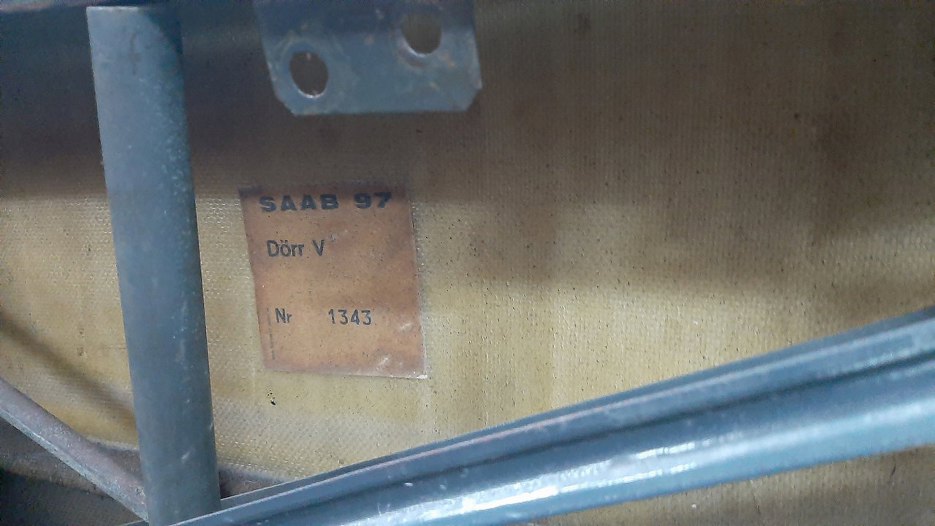 SAAB 97
Dörr V
Nr 1343